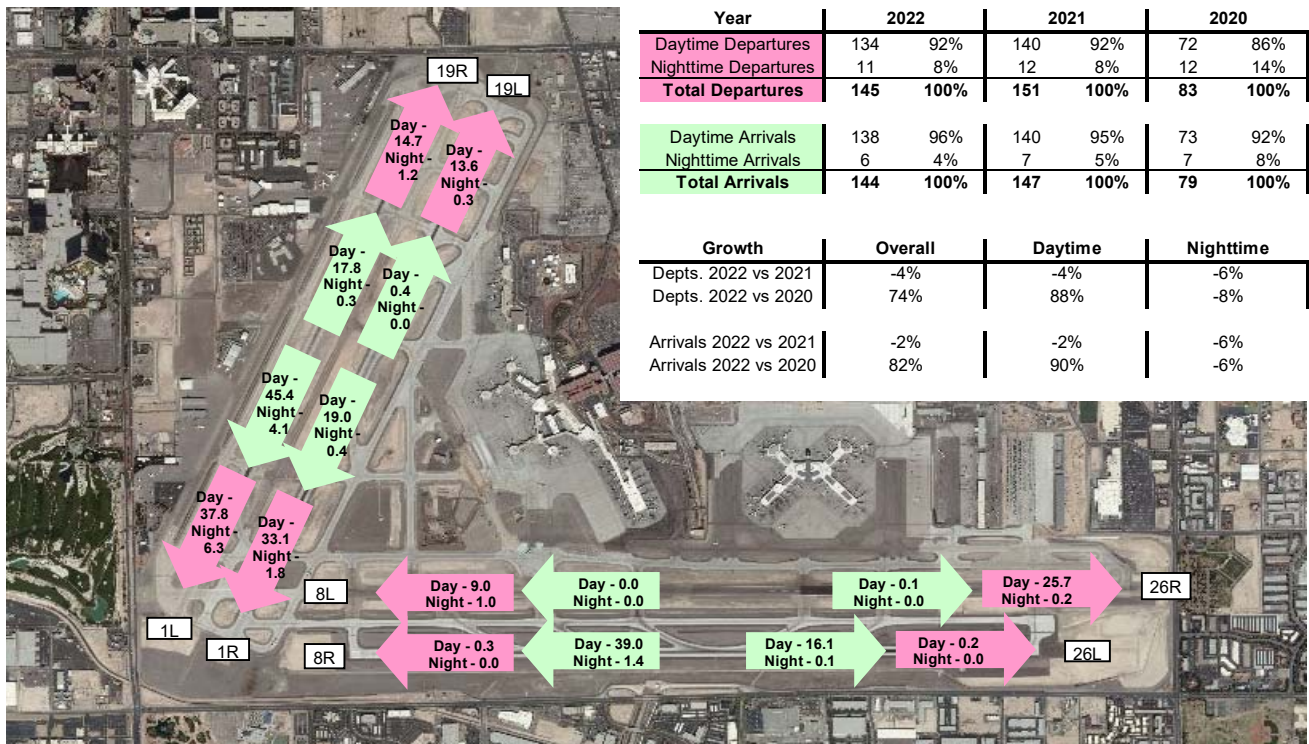 Year 2022 2021 2020
Daytime Departures 134 92% 140 92% 72 86%
Nighttime Departures 11 8% 12 8% 12 14%
Total Departures 145 100% 151 100% 83 100%
Daytime Arrivals 138 96% 140 95% 73 92%
Nighttime Arrivals 6 4% 7 5% 7 8%
Total Arrivals 144 100% 147 100% 79 100%
Growth Overall Daytime Nighttime
Depts. 2022 vs 2021 -4% -4% -6%
Depts. 2022 vs 2020 74% 88% -8%
Arrivals 2022 vs 2021 -2% -2% -6%
Arrivals 2022 vs 2020 82% 90% -6%
19R
19L
Day -
14.7
Night -
1.2
Day -
13.6
Night -
0.3
Day -
17.8
Night -
0.3
Day -
0.4
Night -
0.0
Day -
45.4
Night -
4.1
Day -
19.0
Night -
0.4
Day -
37.8
Night -
6.3
Day -
33.1
Night -
1.8
1L
1R
8L
Day - 9.0
Night - 1.0
Day - 0.0
Night - 0.0
Day - 0.1
Night - 0.0
Day - 25.7
Night - 0.2
26R
8R
Day - 0.3
Night - 0.0
Day - 39.0
Night - 1.4
Day - 16.1
Night - 0.1
Day - 0.2
Night - 0.0
26L